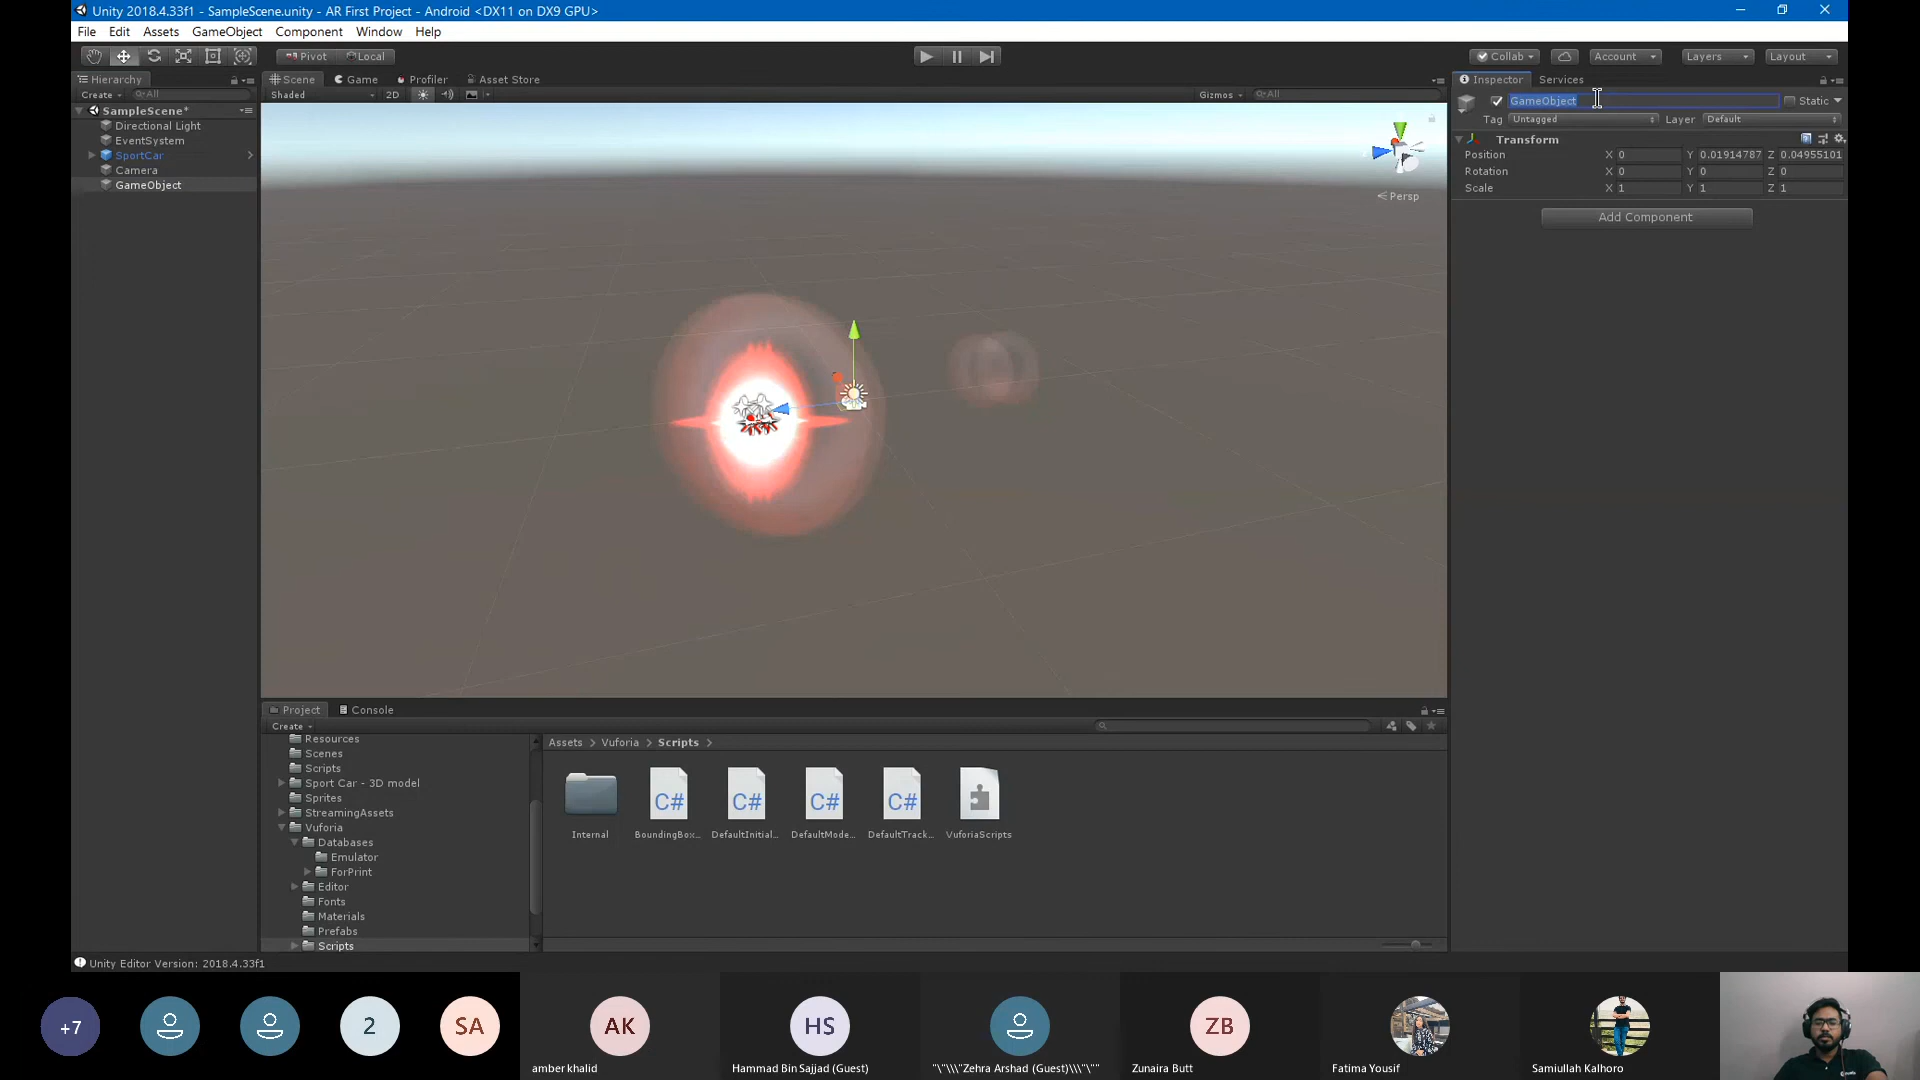 Unity 2018.4.33f1 - SampleScene.unity - AR First Project - Android <DX11 on DX9 GPU>
File Edit Assets GameObject Component Window Help
Pivot Local
Collab Account Layers Layout
Hierarchy
Create All
SampleScene*
Directional Light
EventSystem
SportCar
Camera
GameObject
Scene Game Profiler Asset Store
Shaded 2D Gizmos All
Persp
Inspector Services
GameObject Static
Tag Untagged Layer Default
Transform
Position X 0 Y 0.01914787 Z 0.04955101
Rotation X 0 Y 0 Z 0
Scale X 1 Y 1 Z 1
Add Component
Project Console
Create
Resources
Scenes
Scripts
Sport Car - 3D model
Sprites
StreamingAssets
Vuforia
Databases
Emulator
ForPrint
Editor
Fonts
Materials
Prefabs
Scripts
Assets > Vuforia > Scripts >
C# C# C# C#
Internal BoundingBox... DefaultInitial... DefaultMode... DefaultTrack... VuforiaScripts
Unity Editor Version: 2018.4.33f1
+7 2 SA AK HS ZB
amber khalid Hammad Bin Sajjad (Guest) "\"\\\"Zehra Arshad (Guest)\\\"\"" Zunaira Butt Fatima Yousif Samiullah Kalhoro